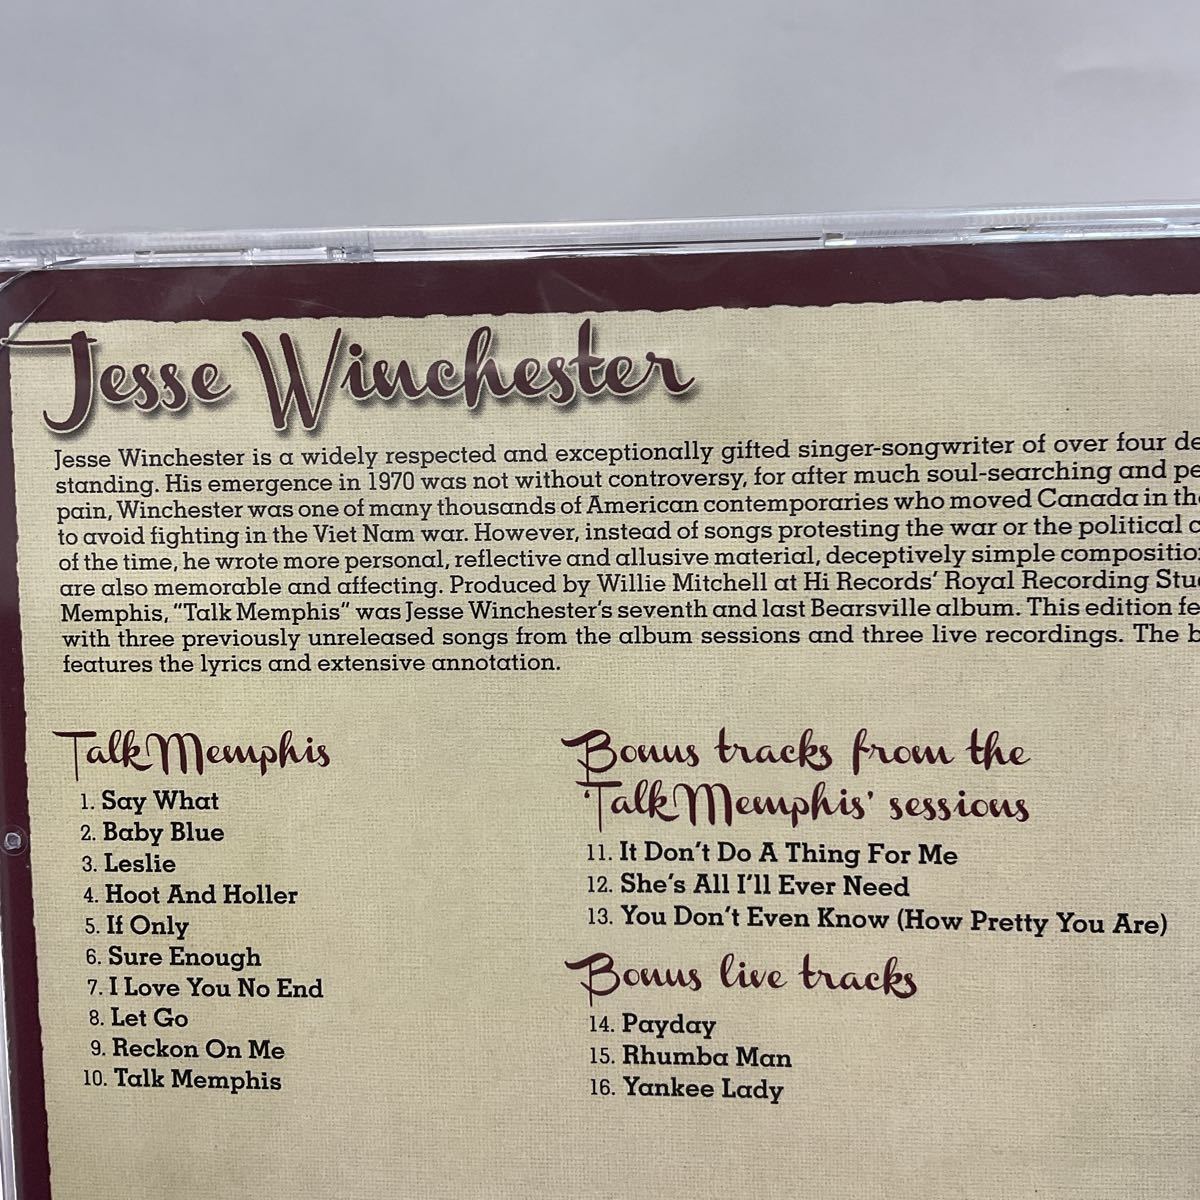 Jesse Winchester
Jesse Winchester is a widely respected and exceptionally gifted singer-songwriter of over four
standing. His emergence in 1970 was not without controversy, for after much soul-searching and
pain, Winchester was one of many thousands of American contemporaries who moved Canada in
to avoid fighting in the Viet Nam war. However, instead of songs protesting the war or the political
of the time, he wrote more personal, reflective and allusive material, deceptively simple
are also memorable and affecting. Produced by Willie Mitchell at Hi Records' Royal Recording
Memphis, "Talk Memphis" was Jesse Winchester's seventh and last Bearsville album. This edition
with three previously unreleased songs from the album sessions and three live recordings. The
features the lyrics and extensive annotation.
Talk Memphis
1. Say What
2. Baby Blue
3. Leslie
4. Hoot And Holler
5. If Only
6. Sure Enough
7. I Love You No End
8. Let Go
9. Reckon On Me
10. Talk Memphis
Bonus tracks from the
'Talk Memphis' sessions
11. It Don't Do A Thing For Me
12. She's All I'll Ever Need
13. You Don't Even Know (How Pretty You Are)
Bonus live tracks
14. Payday
15. Rhumba Man
16. Yankee Lady